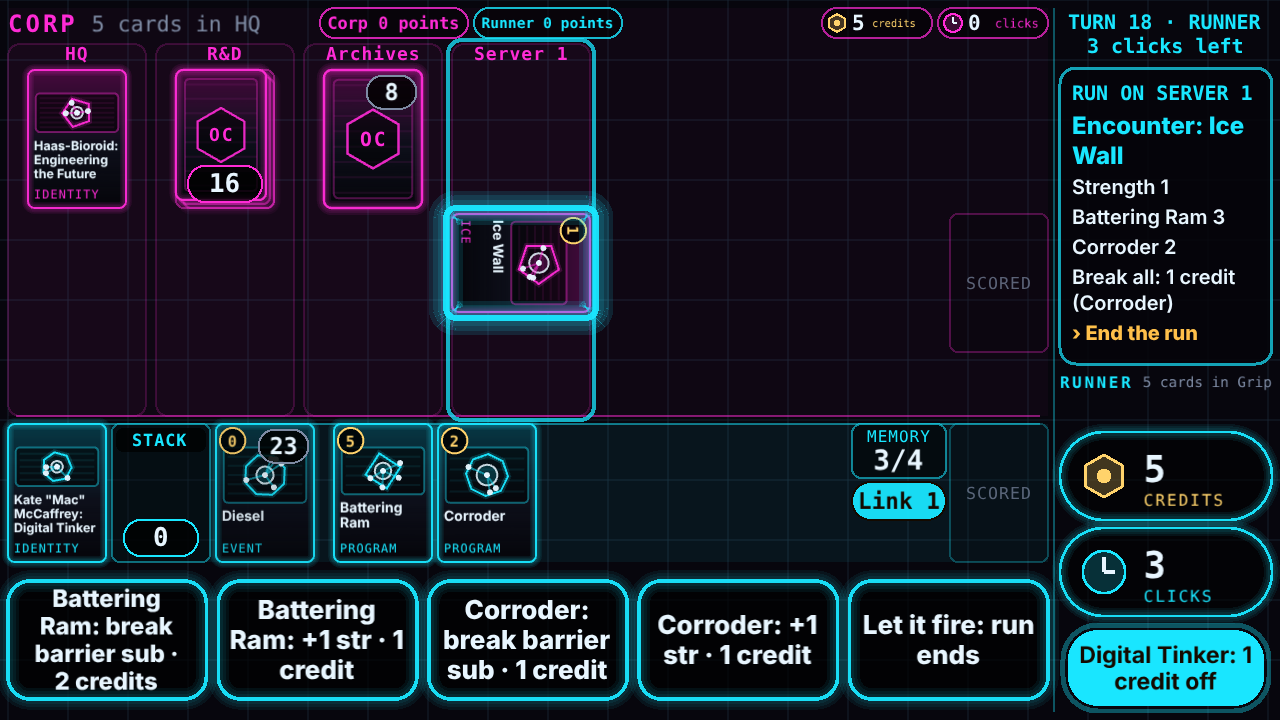 CORP 5 cards in HQ
Corp 0 points
Runner 0 points
5 credits
0 clicks
TURN 18 · RUNNER
3 clicks left
HQ
R&D
Archives
Server 1
Haas-Bioroid:
Engineering
the Future
IDENTITY
OC
16
8
OC
ICE
Ice Wall
1
SCORED
RUN ON SERVER 1
Encounter: Ice
Wall
Strength 1
Battering Ram 3
Corroder 2
Break all: 1 credit
(Corroder)
› End the run
RUNNER 5 cards in Grip
Kate "Mac"
McCaffrey:
Digital Tinker
IDENTITY
STACK
0
0
23
Diesel
EVENT
5
Battering
Ram
PROGRAM
2
Corroder
PROGRAM
MEMORY
3/4
Link 1
SCORED
5
CREDITS
3
CLICKS
Battering
Ram: break
barrier sub ·
2 credits
Battering
Ram: +1 str · 1
credit
Corroder:
break barrier
sub · 1 credit
Corroder: +1
str · 1 credit
Let it fire: run
ends
Digital Tinker: 1
credit off